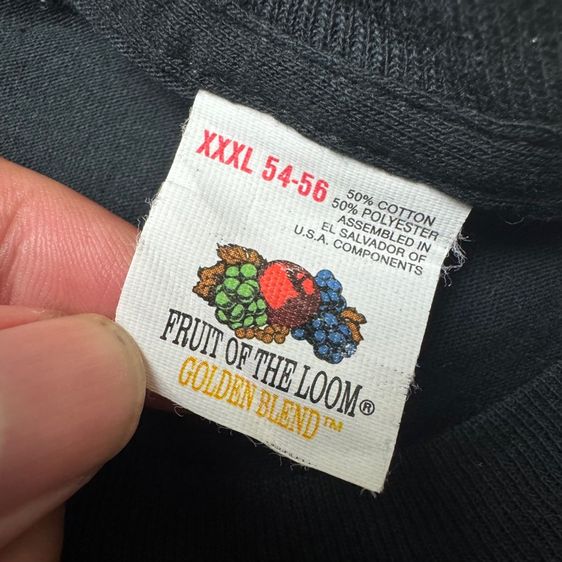 XXXL 54-56
50% COTTON
50% POLYESTER
ASSEMBLED IN
EL SALVADOR OF
U.S.A. COMPONENTS
FRUIT OF THE LOOM®
GOLDEN BLEND™